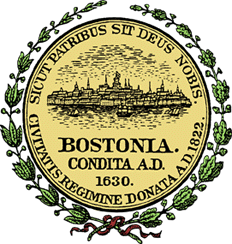 SICUT PATRIBUS SIT DEUS NOBIS
BOSTONIA.
CONDITA A.D.
1630.
CIVITATIS REGIMINE DONATA A.D. 1822.